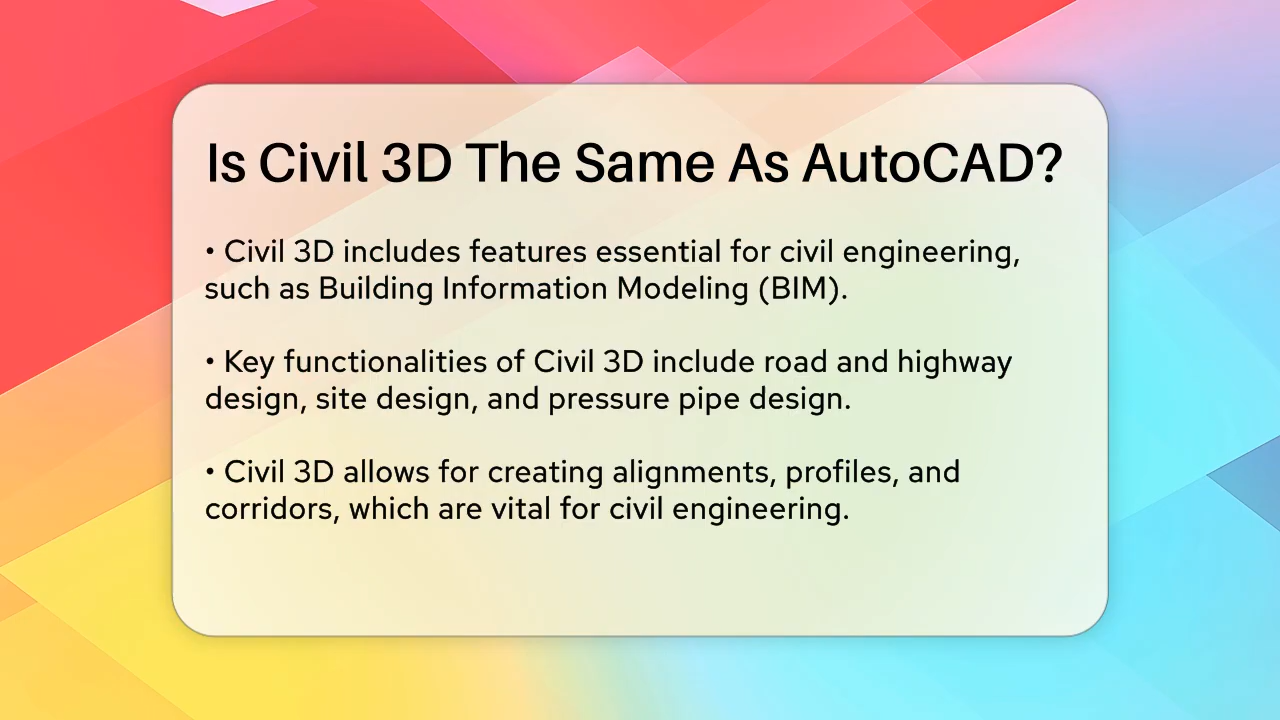 Is Civil 3D The Same As AutoCAD?
• Civil 3D includes features essential for civil engineering,
such as Building Information Modeling (BIM).
• Key functionalities of Civil 3D include road and highway
design, site design, and pressure pipe design.
• Civil 3D allows for creating alignments, profiles, and
corridors, which are vital for civil engineering.